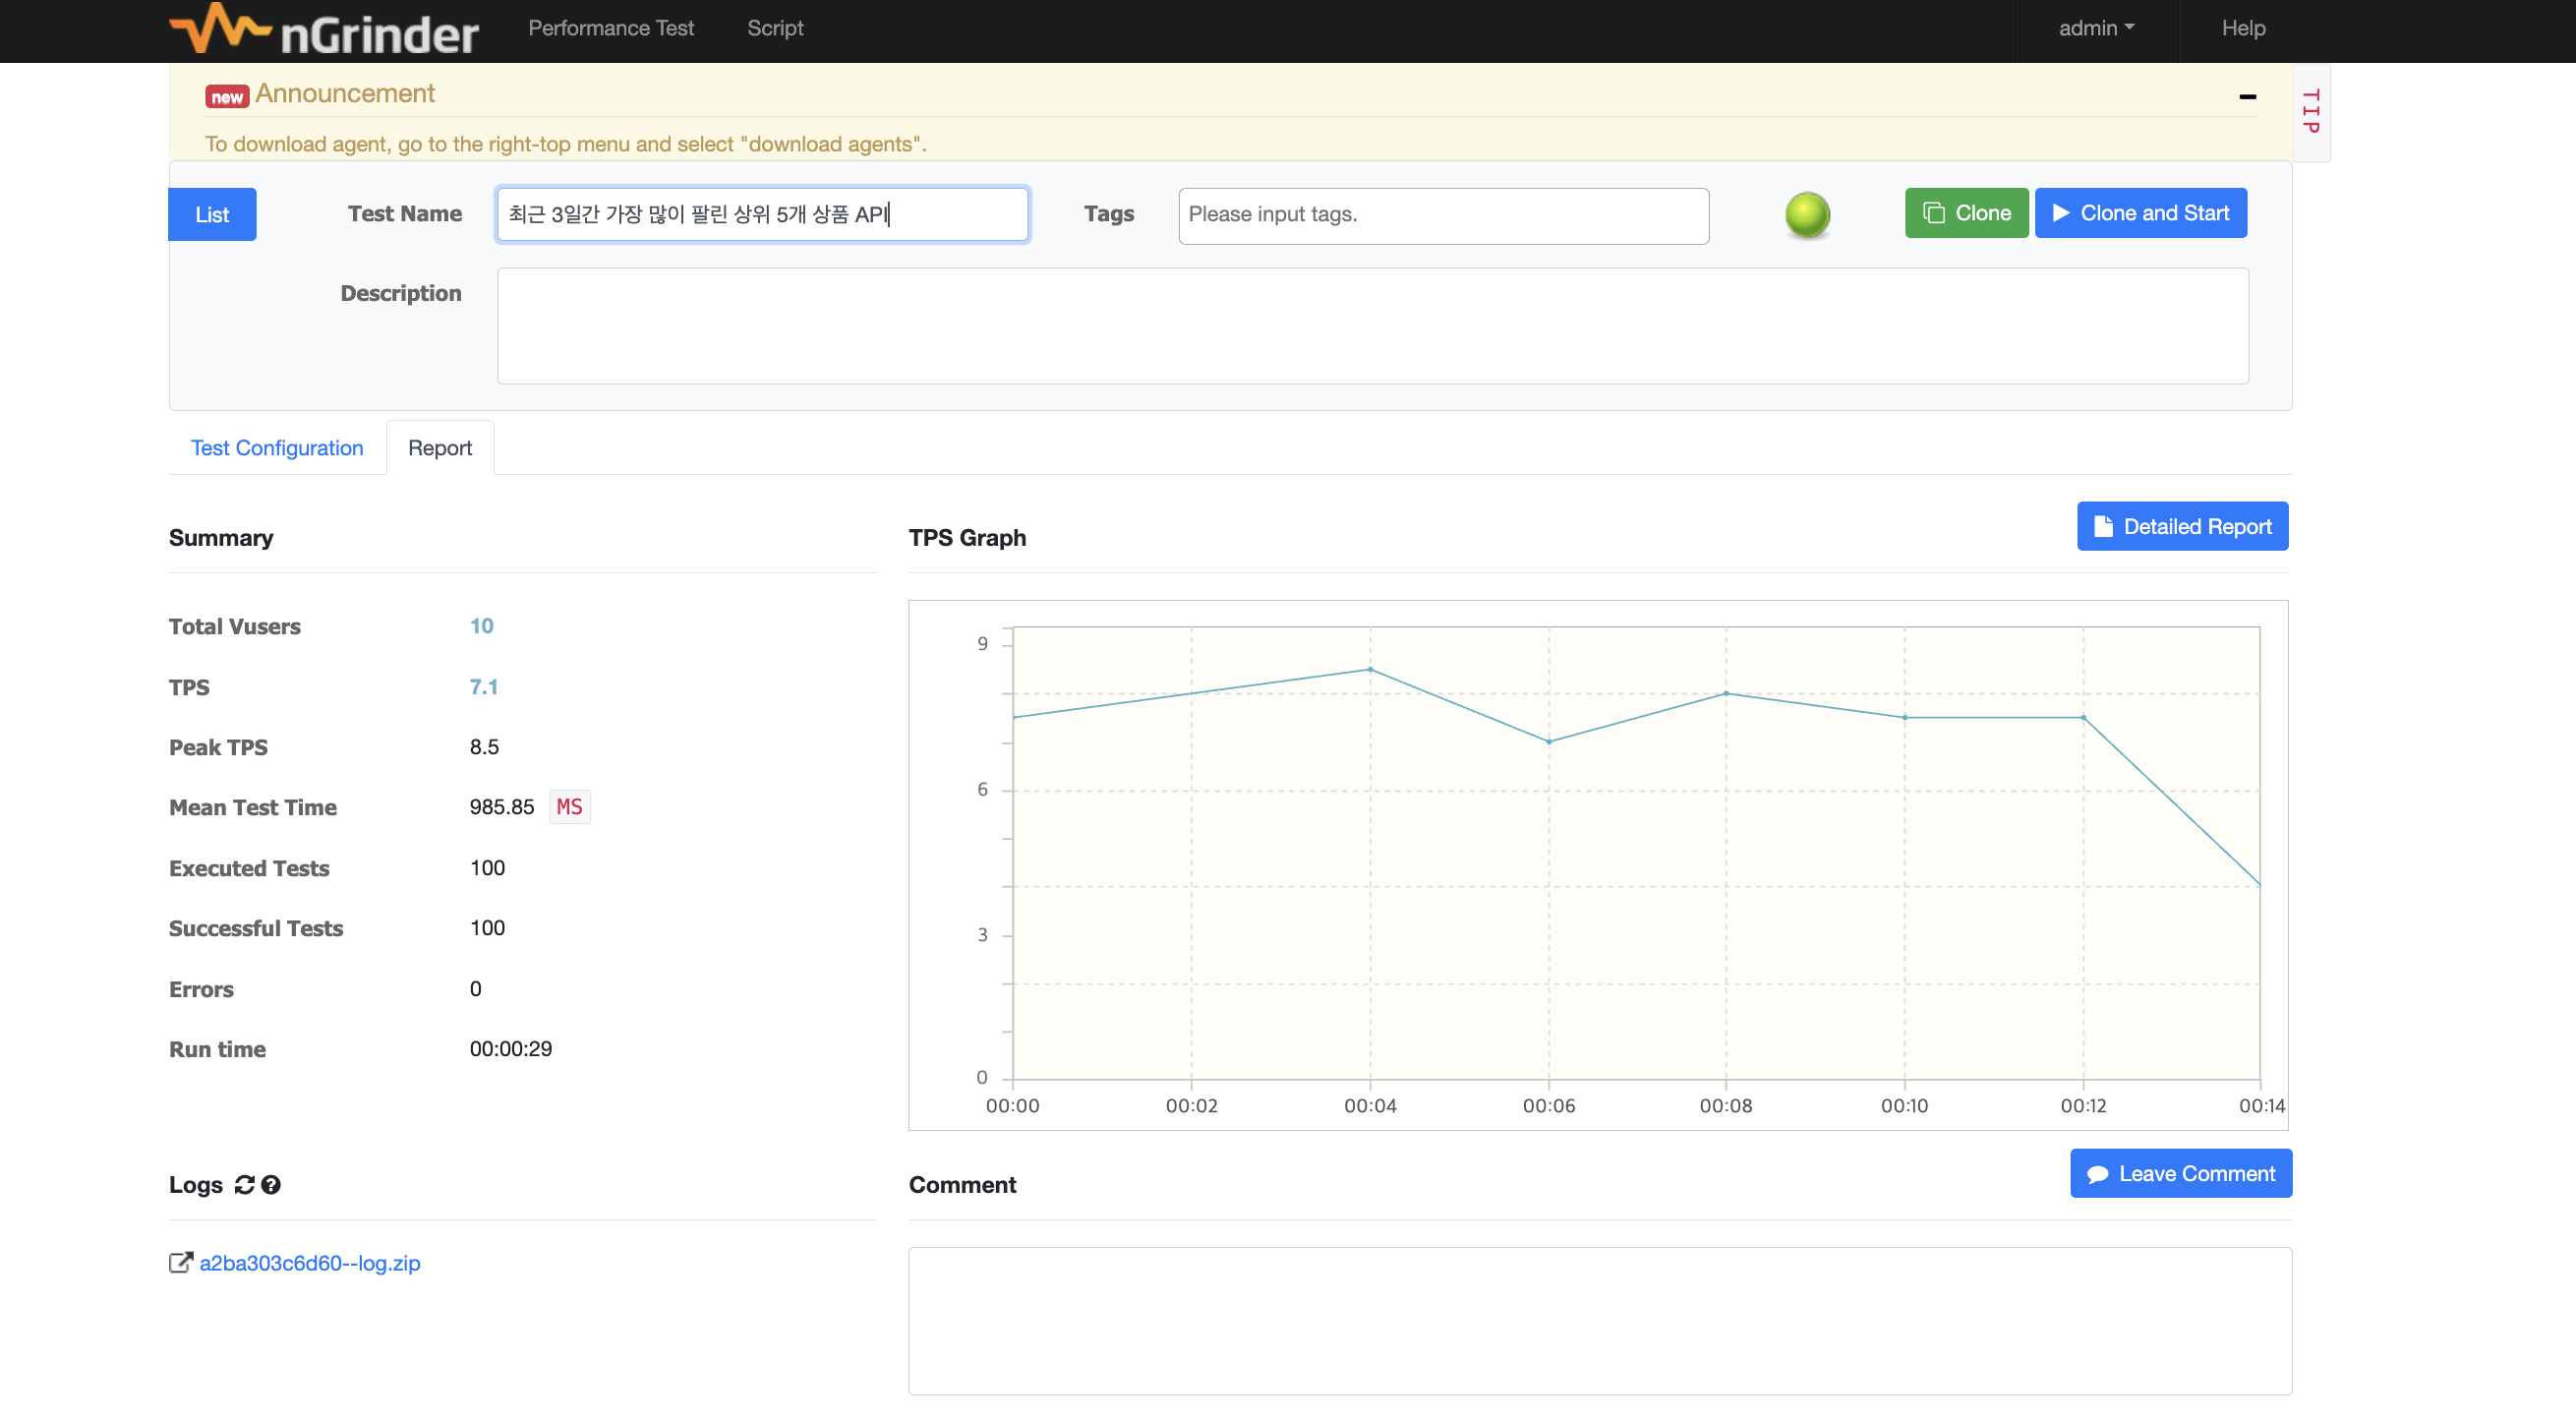 nGrinder Performance Test Script admin Help
new Announcement
TIP
To download agent, go to the right-top menu and select "download agents".
List Test Name 최근 3일간 가장 많이 팔린 상위 5개 상품 API Tags Please input tags. Clone Clone and Start
Description
Test Configuration Report
Summary
Total Vusers 10
TPS 7.1
Peak TPS 8.5
Mean Test Time 985.85 MS
Executed Tests 100
Successful Tests 100
Errors 0
Run time 00:00:29
TPS Graph Detailed Report
9
6
3
0
00:00 00:02 00:04 00:06 00:08 00:10 00:12 00:14
Logs
a2ba303c6d60--log.zip
Comment Leave Comment